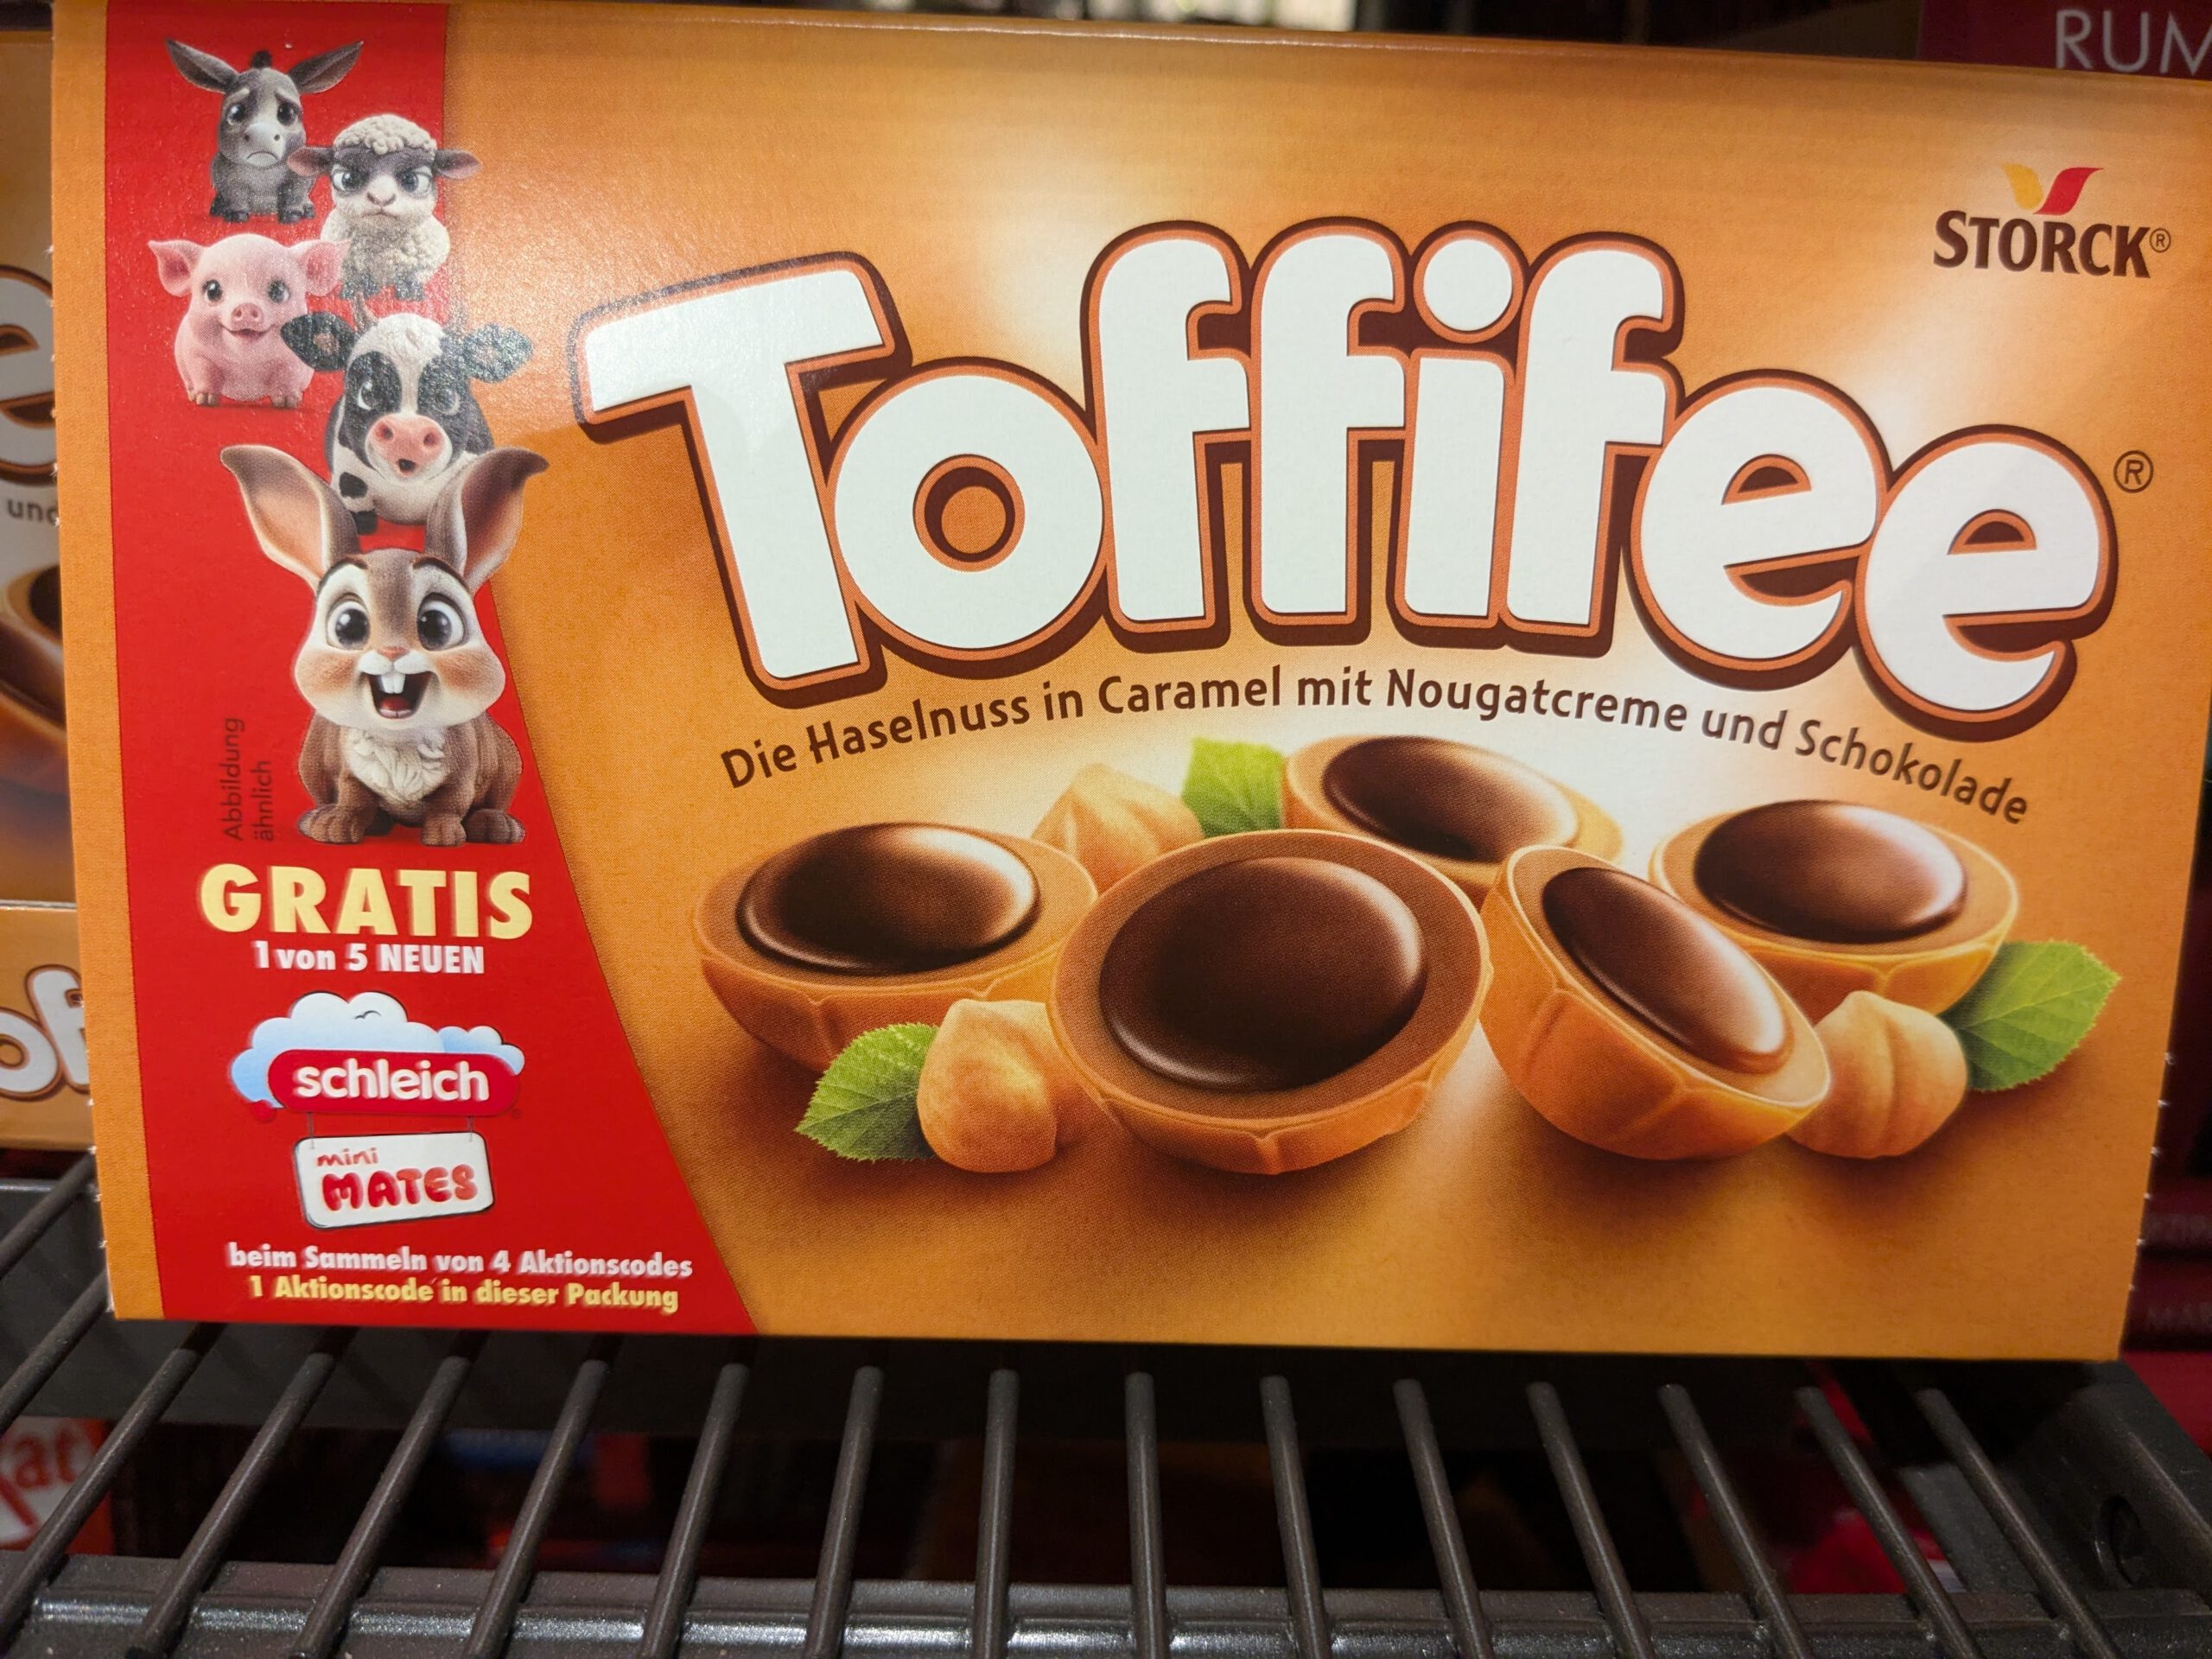 RUM
STORCK®
Toffifee®
Die Haselnuss in Caramel mit Nougatcreme und Schokolade
Abbildung
ähnlich
GRATIS
1 von 5 NEUEN
schleich
mini
MATES
beim Sammeln von 4 Aktionscodes
1 Aktionscode in dieser Packung
und